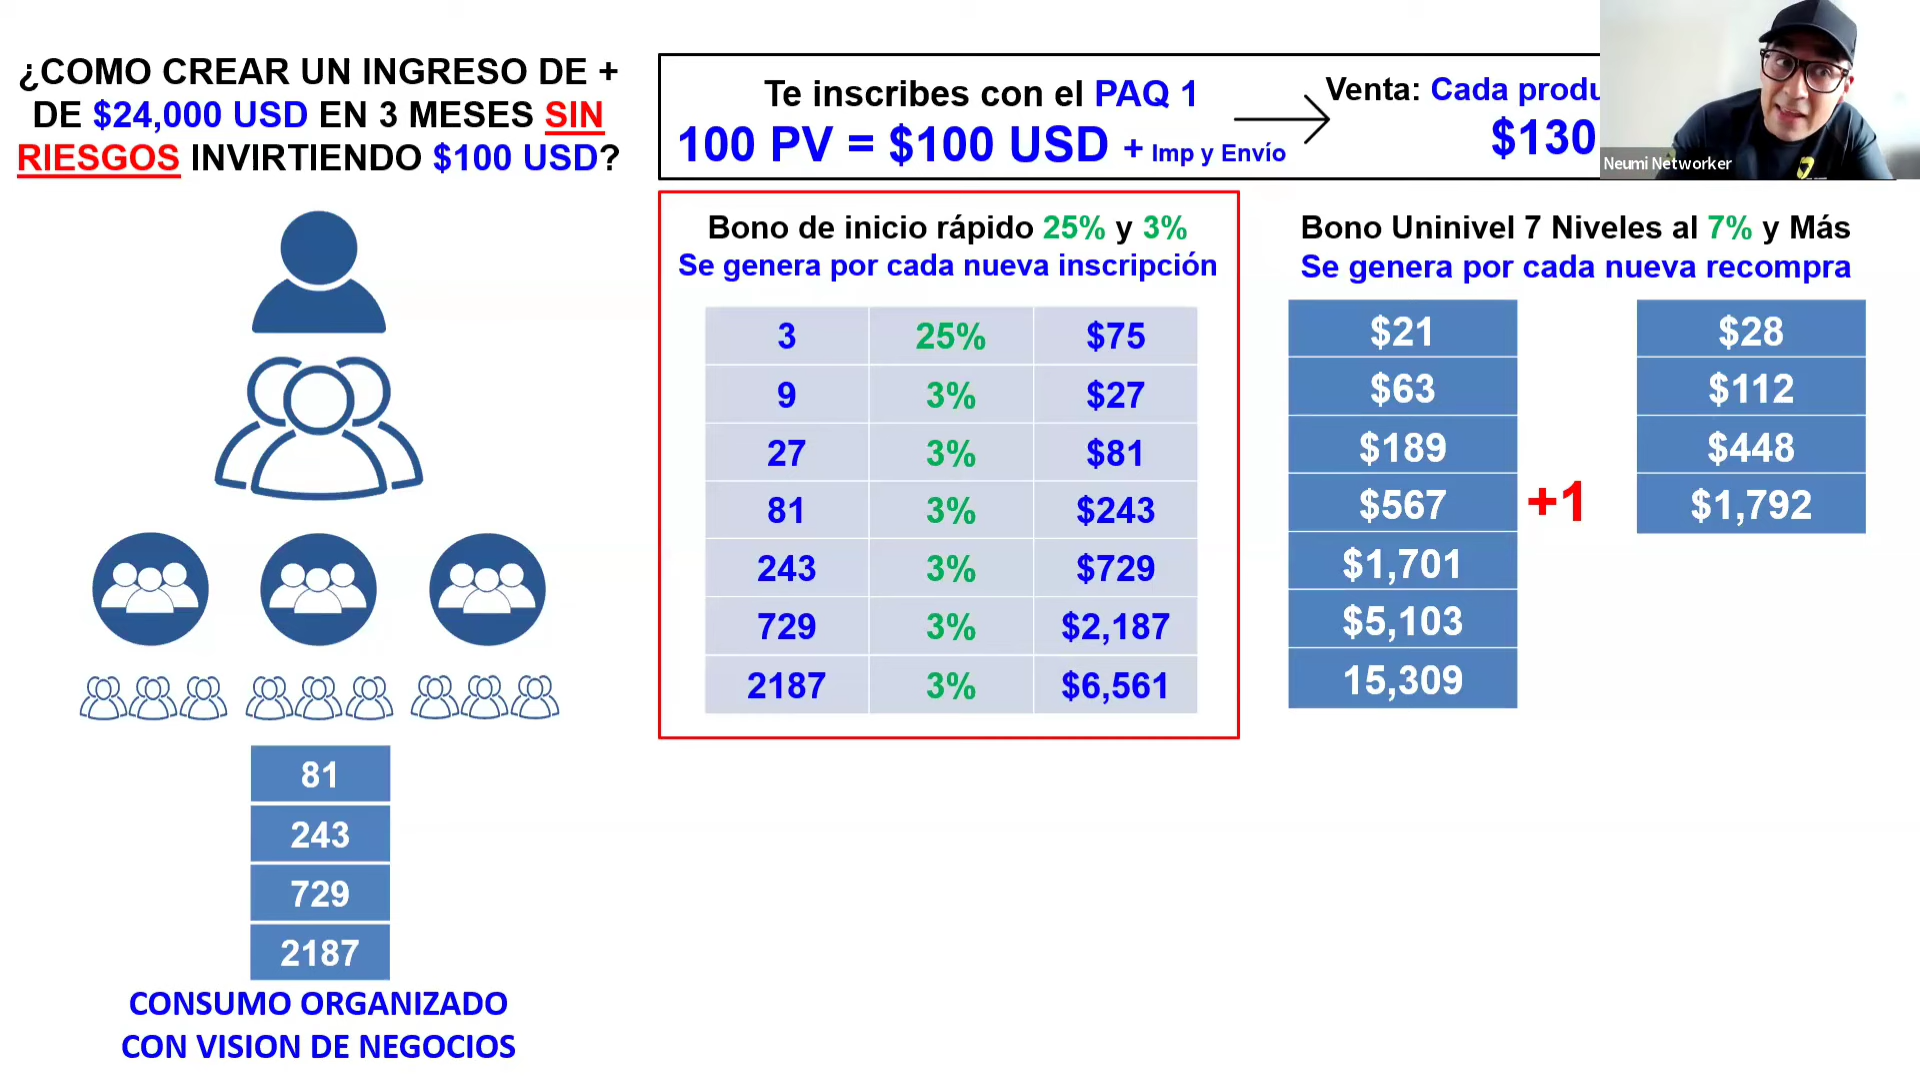 ¿COMO CREAR UN INGRESO DE +
DE $24,000 USD EN 3 MESES SIN
RIESGOS INVIRTIENDO $100 USD?
Te inscribes con el PAQ 1
100 PV = $100 USD + Imp y Envío
Venta: Cada produ
$130
Neumi Networker
Bono de inicio rápido 25% y 3%
Se genera por cada nueva inscripción
3 25% $75
9 3% $27
27 3% $81
81 3% $243
243 3% $729
729 3% $2,187
2187 3% $6,561
Bono Uninivel 7 Niveles al 7% y Más
Se genera por cada nueva recompra
$21
$63
$189
$567
$1,701
$5,103
15,309
+1
$28
$112
$448
$1,792
81
243
729
2187
CONSUMO ORGANIZADO
CON VISION DE NEGOCIOS